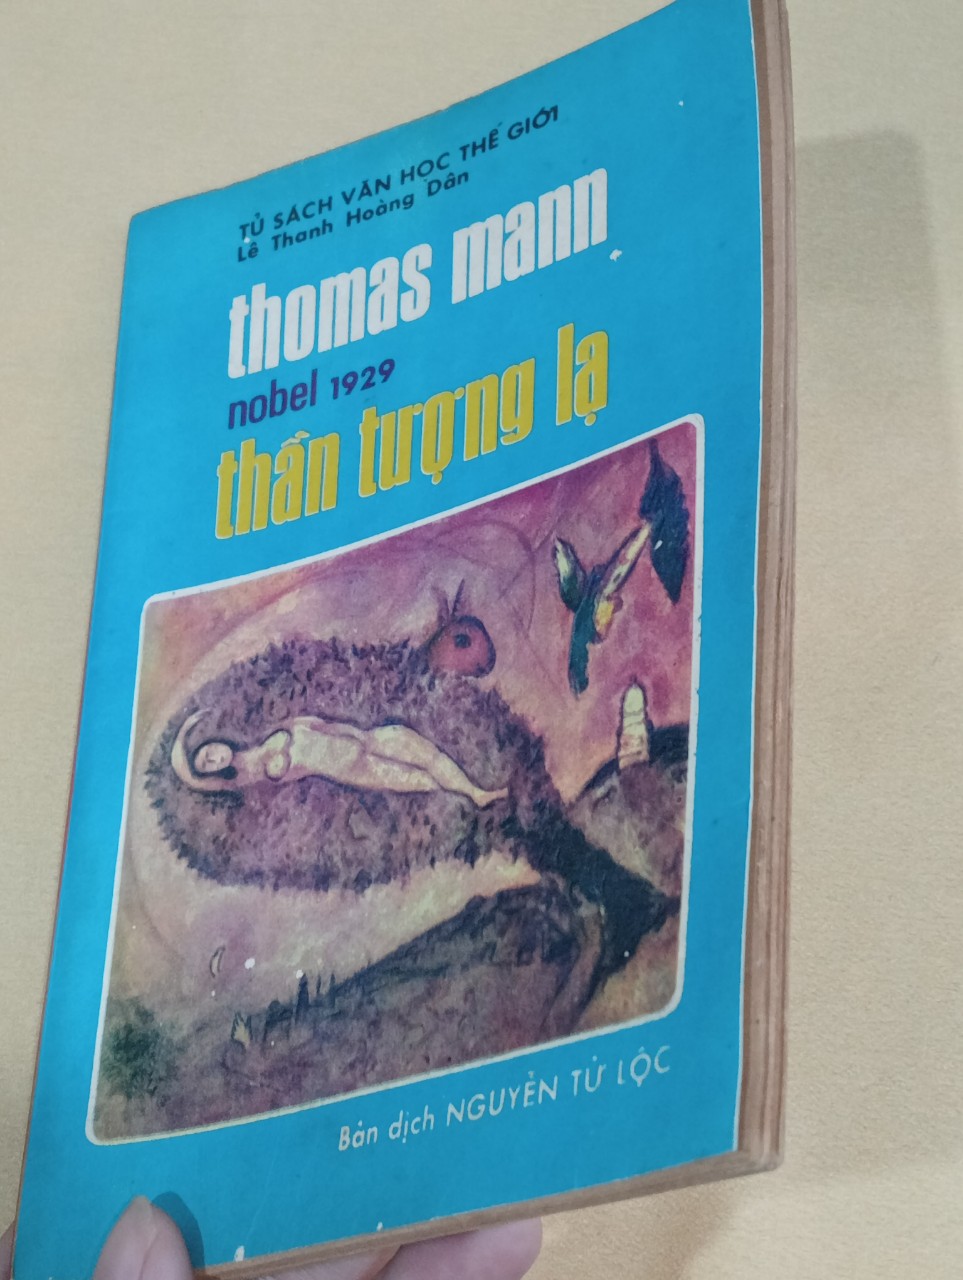 TỦ SÁCH VĂN HỌC THẾ GIỚI
Lê Thanh Hoàng Dân
thomas mann
nobel 1929
thần tượng lạ
Bản dịch NGUYỄN TỬ LỘC